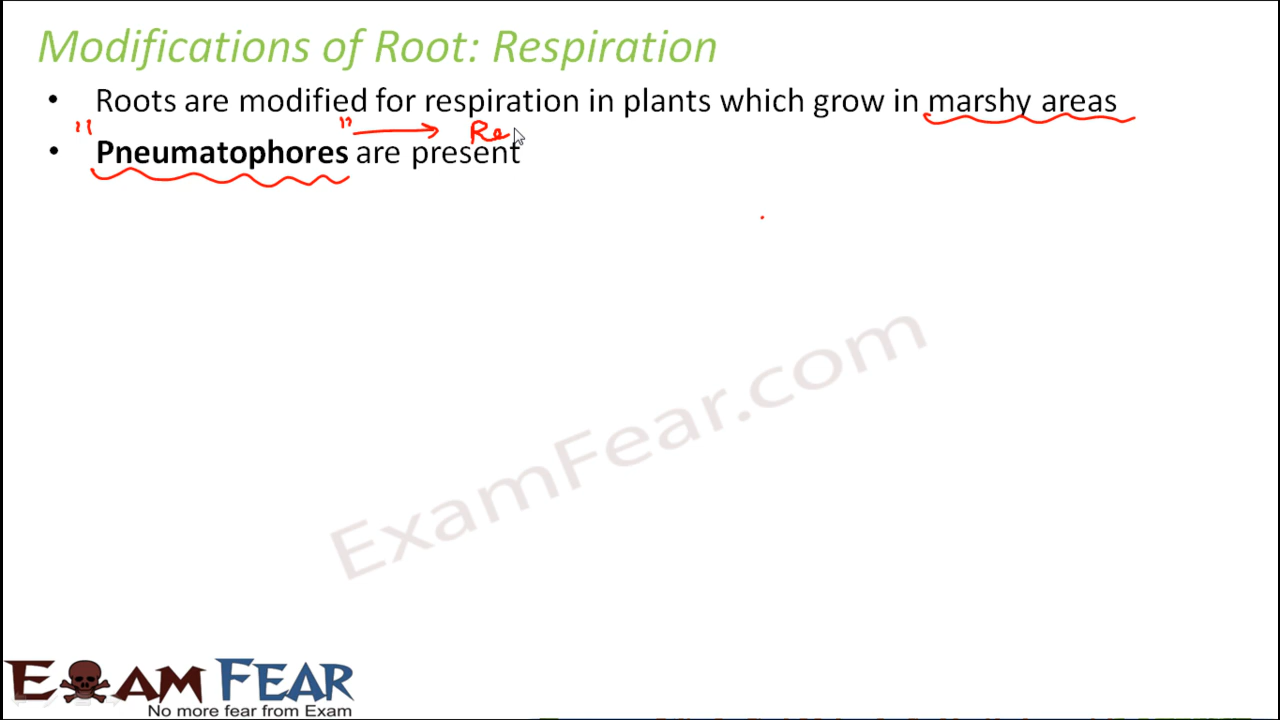 Modifications of Root: Respiration
• Roots are modified for respiration in plants which grow in marshy areas
" " → Re
• Pneumatophores are present
ExamFear.com
EXAM FEAR
No more fear from Exam